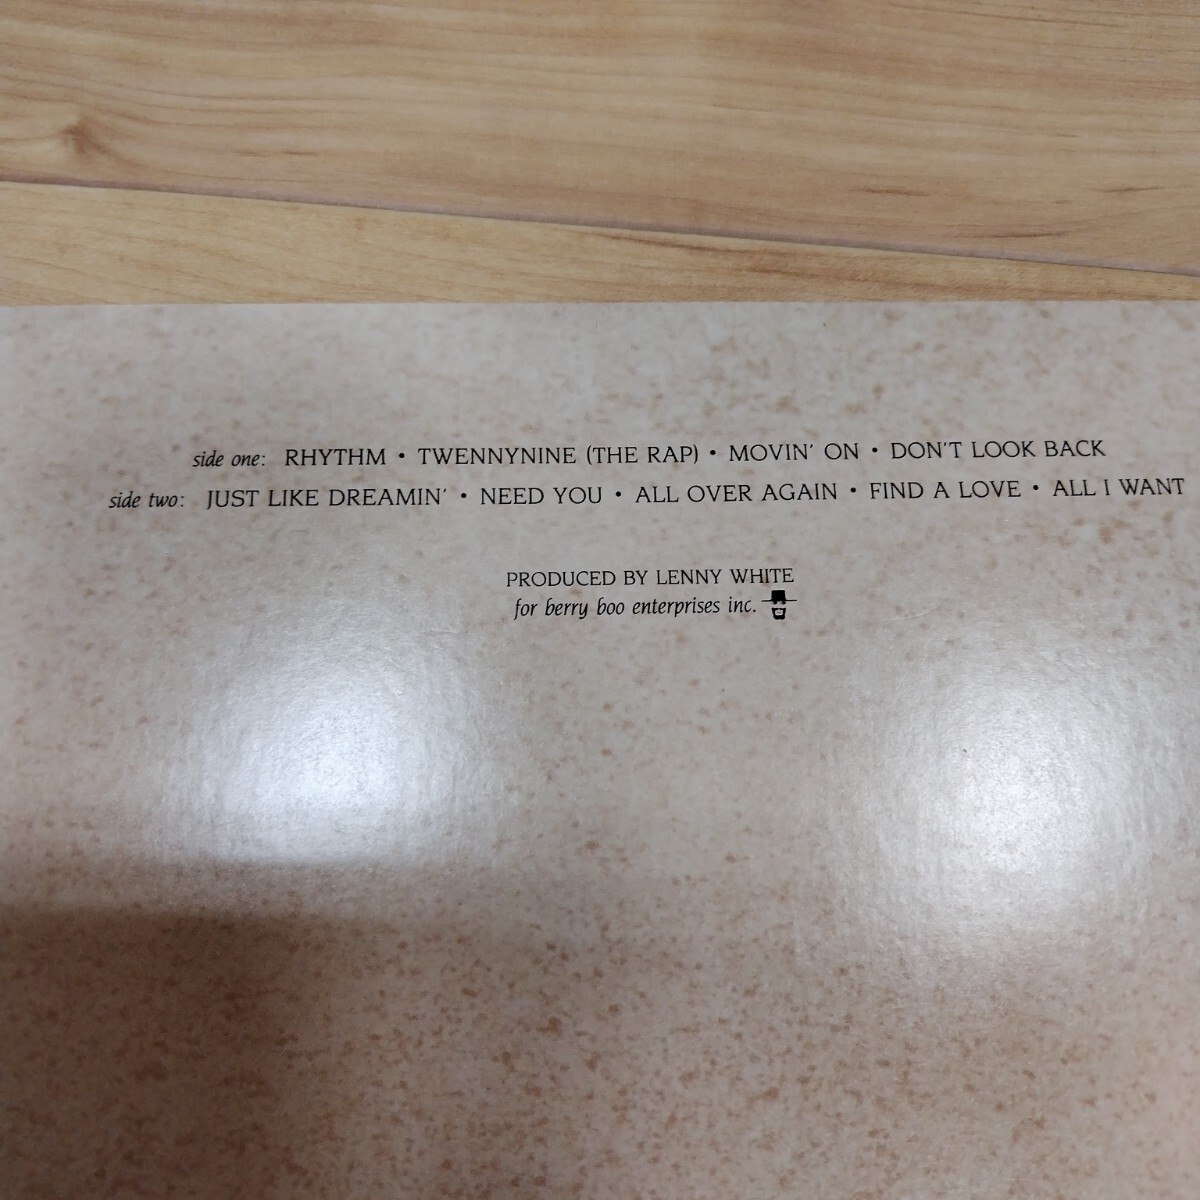 side one: RHYTHM • TWENNYNINE (THE RAP) • MOVIN' ON • DON'T LOOK BACK
side two: JUST LIKE DREAMIN' • NEED YOU • ALL OVER AGAIN • FIND A LOVE • ALL I WANT
PRODUCED BY LENNY WHITE
for berry boo enterprises inc.